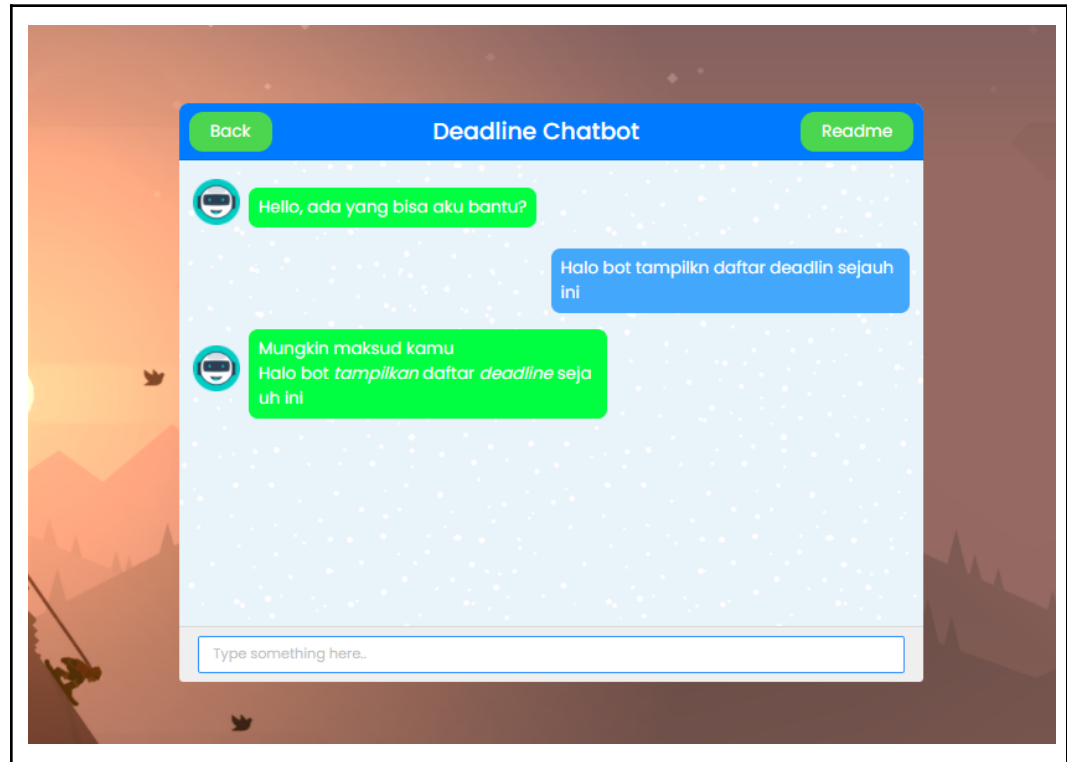 Back
Deadline Chatbot
Readme
Hello, ada yang bisa aku bantu?
Halo bot tampilkn daftar deadlin sejauh
ini
Mungkin maksud kamu
Halo bot tampilkan daftar deadline seja
uh ini
Type something here..